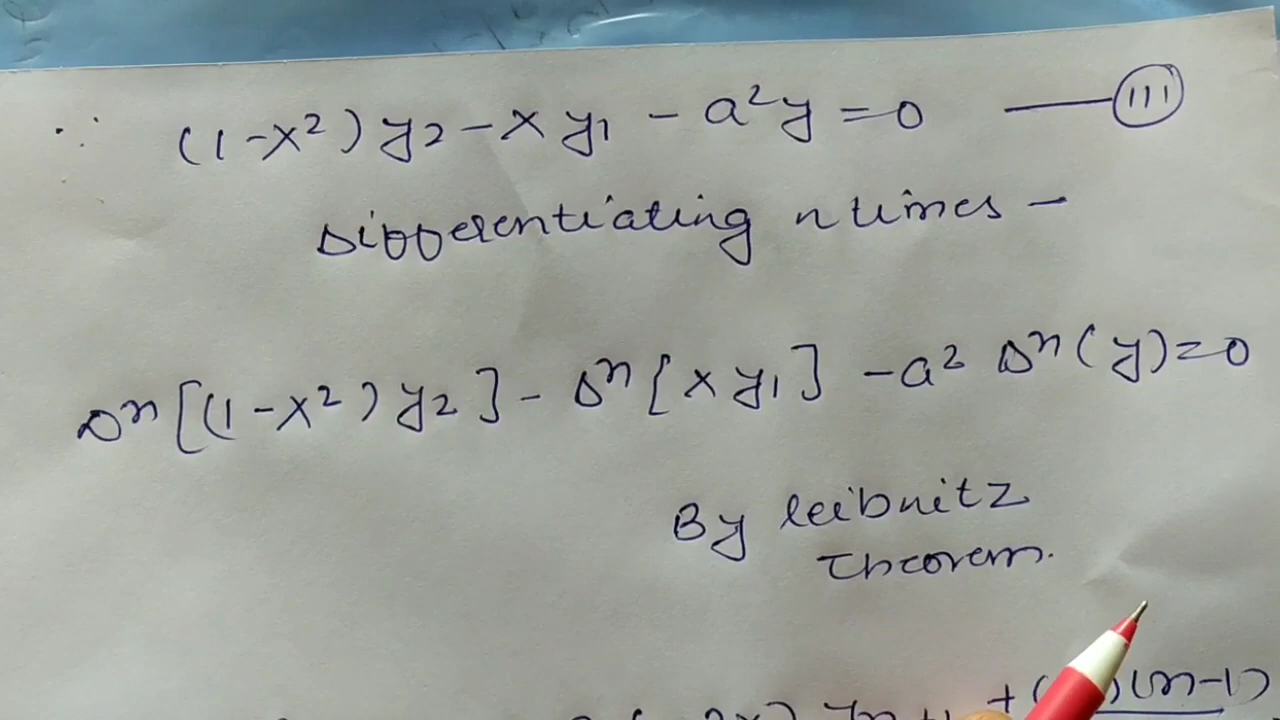 ∵ (1-x²) y₂ - x y₁ - a²y = 0 —— (III)
Differentiating n times -
Dⁿ[(1-x²) y₂] - Dⁿ[x y₁] - a² Dⁿ(y) = 0
By leibnitz
Theorem.